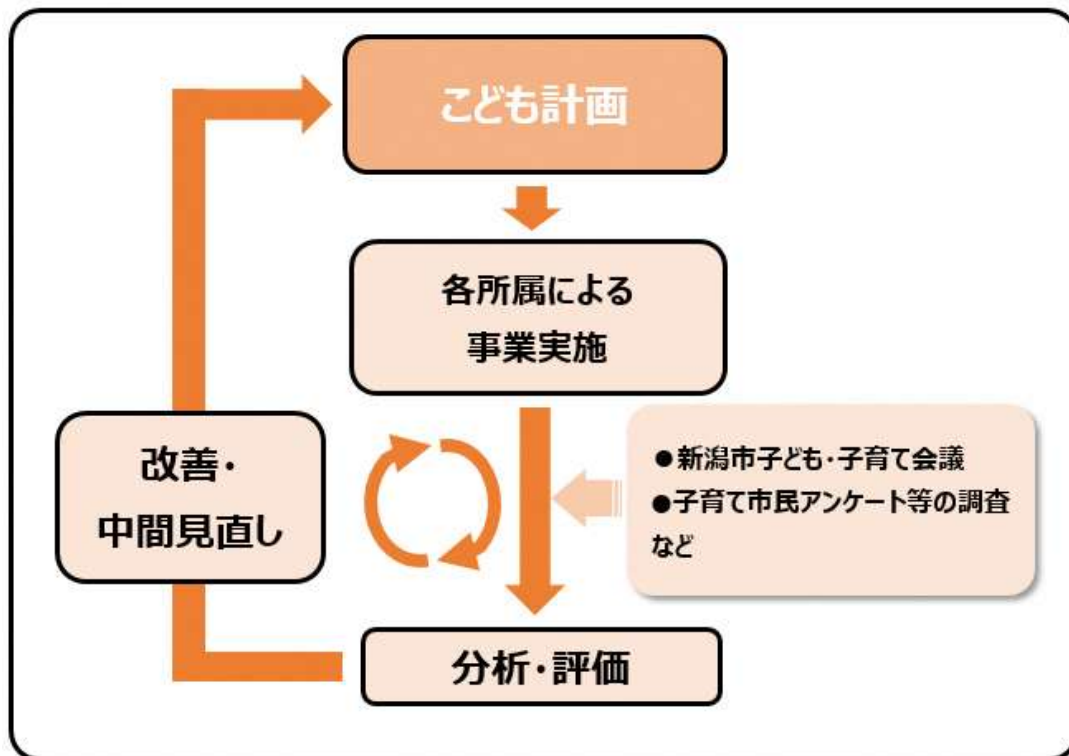 こども計画
各所属による
事業実施
改善・
中間見直し
●新潟市子ども・子育て会議
●子育て市民アンケート等の調査
など
分析・評価